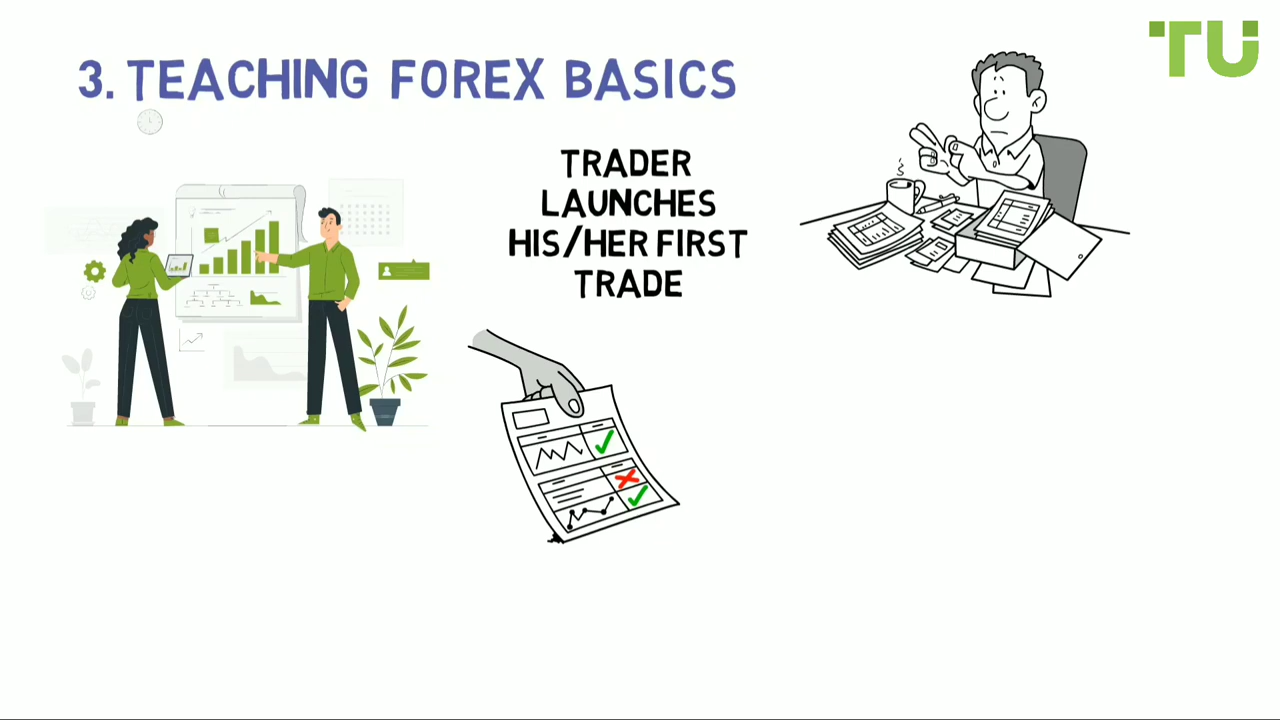 3. TEACHING FOREX BASICS
TU
TRADER
LAUNCHES
HIS/HER FIRST
TRADE